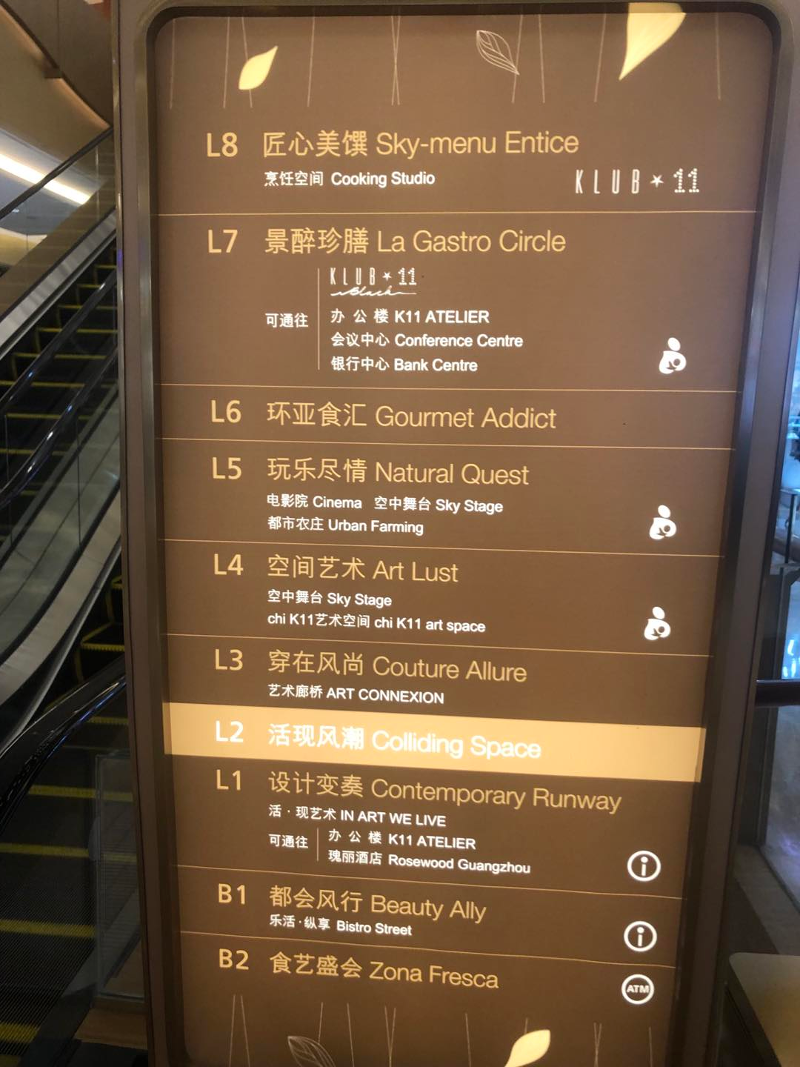 L8 匠心美馔 Sky-menu Entice
烹饪空间 Cooking Studio
KLUB★11
L7 景醉珍膳 La Gastro Circle
KLUB★11
Black
可通往
办公楼 K11 ATELIER
会议中心 Conference Centre
银行中心 Bank Centre
L6 环亚食汇 Gourmet Addict
L5 玩乐尽情 Natural Quest
电影院 Cinema 空中舞台 Sky Stage
都市农庄 Urban Farming
L4 空间艺术 Art Lust
空中舞台 Sky Stage
chi K11艺术空间 chi K11 art space
L3 穿在风尚 Couture Allure
艺术廊桥 ART CONNEXION
L2 活现风潮 Colliding Space
L1 设计变奏 Contemporary Runway
活·现艺术 IN ART WE LIVE
可通往
办公楼 K11 ATELIER
瑰丽酒店 Rosewood Guangzhou
B1 都会风行 Beauty Ally
乐活·纵享 Bistro Street
B2 食艺盛会 Zona Fresca
ATM